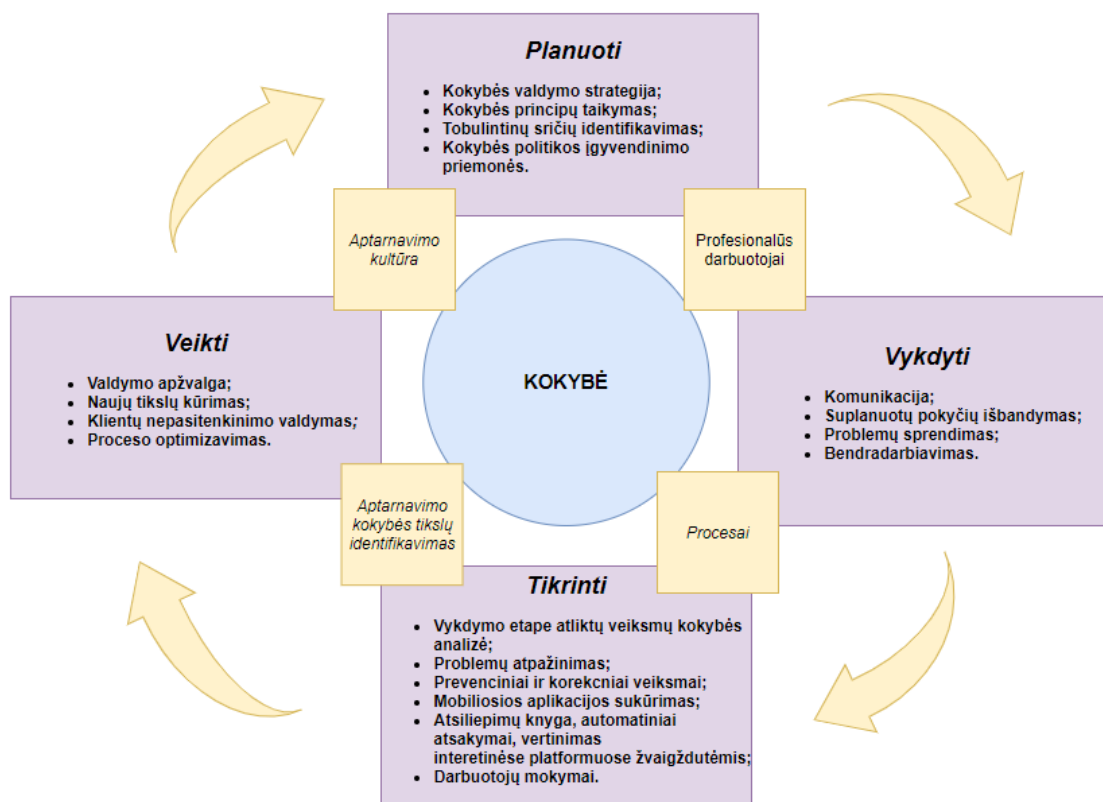 Planuoti
Kokybės valdymo strategija;
Kokybės principų taikymas;
Tobulintinų sričių identifikavimas;
Kokybės politikos įgyvendinimo
priemonės.
Aptarnavimo
kultūra
Profesionalūs
darbuotojai
Veikti
Valdymo apžvalga;
Naujų tikslų kūrimas;
Klientų nepasitenkinimo valdymas;
Proceso optimizavimas.
KOKYBĖ
Vykdyti
Komunikacija;
Suplanuotų pokyčių išbandymas;
Problemų sprendimas;
Bendradarbiavimas.
Aptarnavimo
kokybės tikslų
identifikavimas
Procesai
Tikrinti
Vykdymo etape atliktų veiksmų kokybės
analizė;
Problemų atpažinimas;
Prevenciniai ir korekcniai veiksmai;
Mobiliosios aplikacijos sukūrimas;
Atsiliepimų knyga, automatiniai
atsakymai, vertinimas
interetinėse platformuose žvaigždutėmis;
Darbuotojų mokymai.